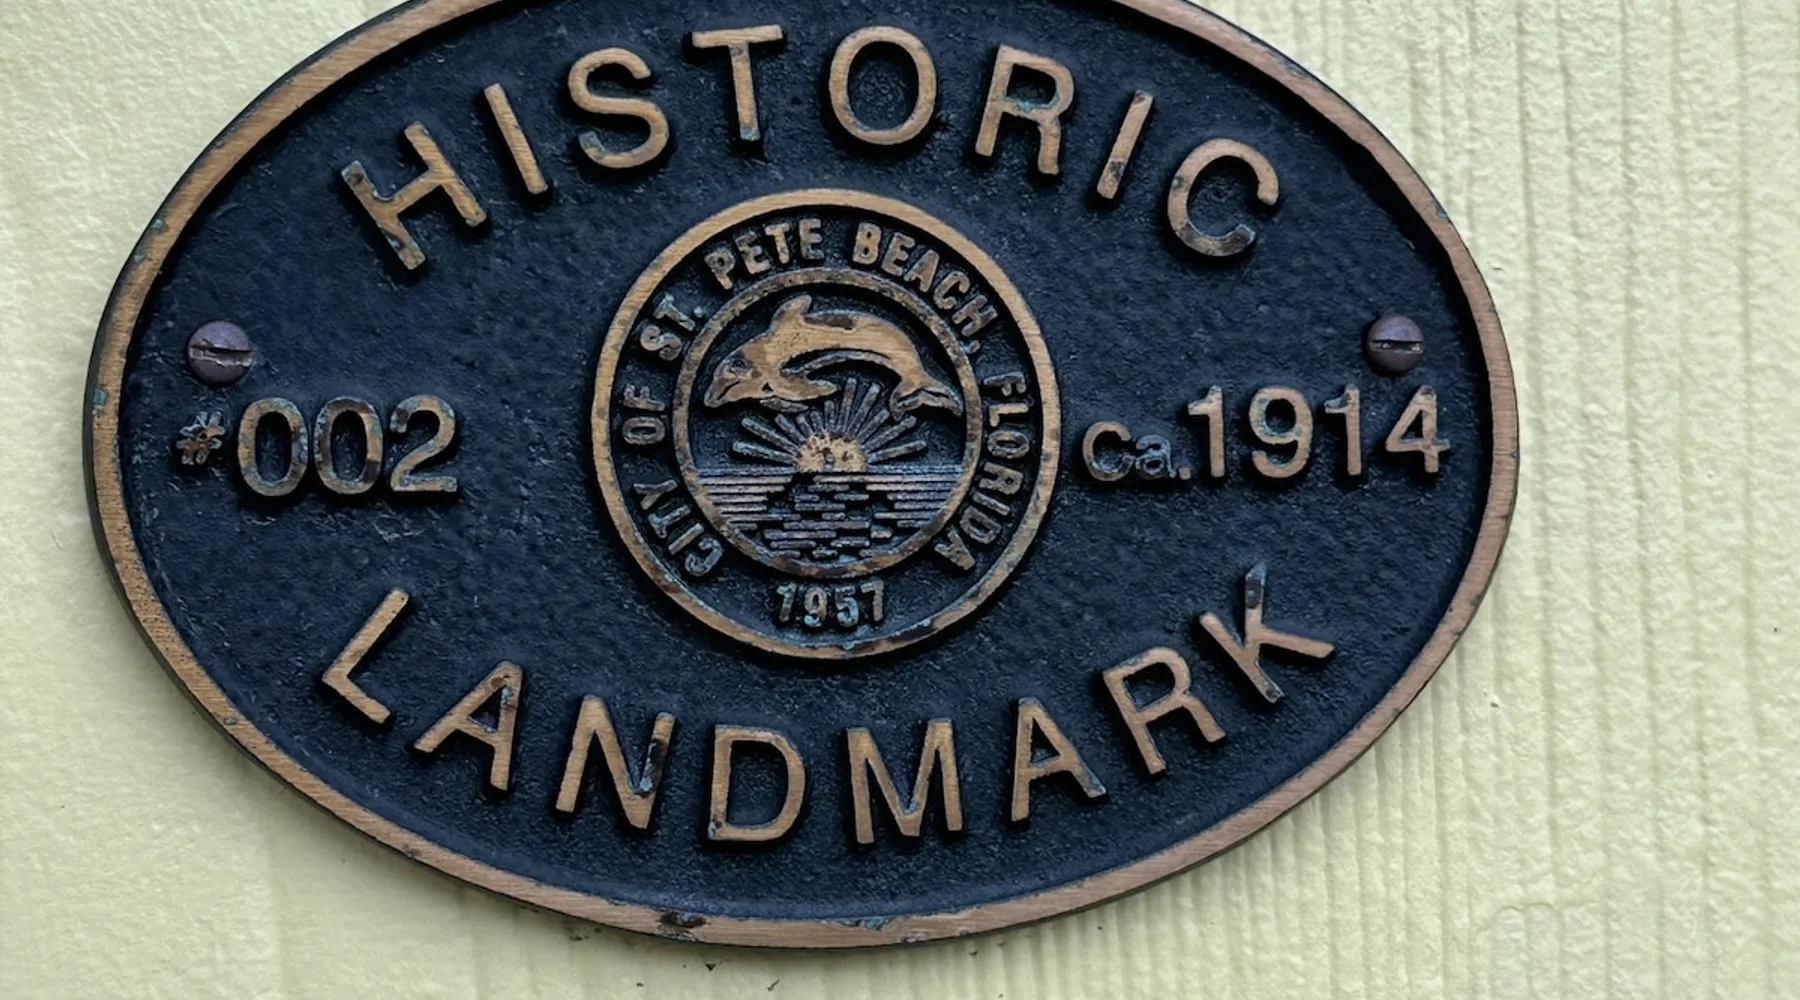 HISTORIC
CITY OF ST. PETE BEACH, FLORIDA
#002
ca.1914
1957
LANDMARK